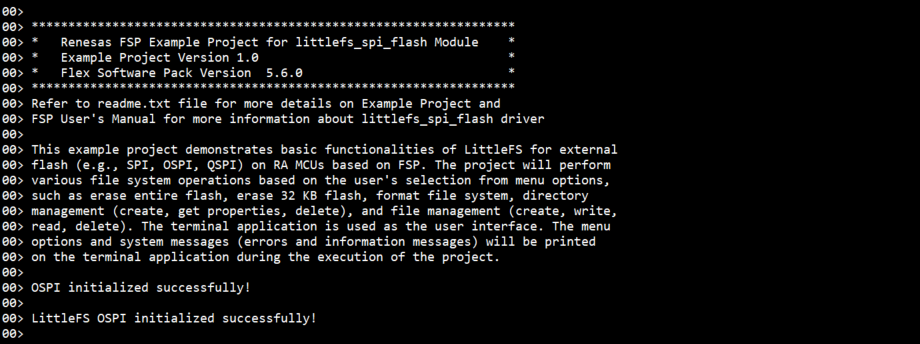 00>
00> ******************************************************************
00> *   Renesas FSP Example Project for littlefs_spi_flash Module    *
00> *   Example Project Version 1.0                                  *
00> *   Flex Software Pack Version  5.6.0                            *
00> ******************************************************************
00> Refer to readme.txt file for more details on Example Project and
00> FSP User's Manual for more information about littlefs_spi_flash driver
00>
00> This example project demonstrates basic functionalities of LittleFS for external
00> flash (e.g., SPI, OSPI, QSPI) on RA MCUs based on FSP. The project will perform
00> various file system operations based on the user's selection from menu options,
00> such as erase entire flash, erase 32 KB flash, format file system, directory
00> management (create, get properties, delete), and file management (create, write,
00> read, delete). The terminal application is used as the user interface. The menu
00> options and system messages (errors and information messages) will be printed
00> on the terminal application during the execution of the project.
00>
00> OSPI initialized successfully!
00>
00> LittleFS OSPI initialized successfully!
00>